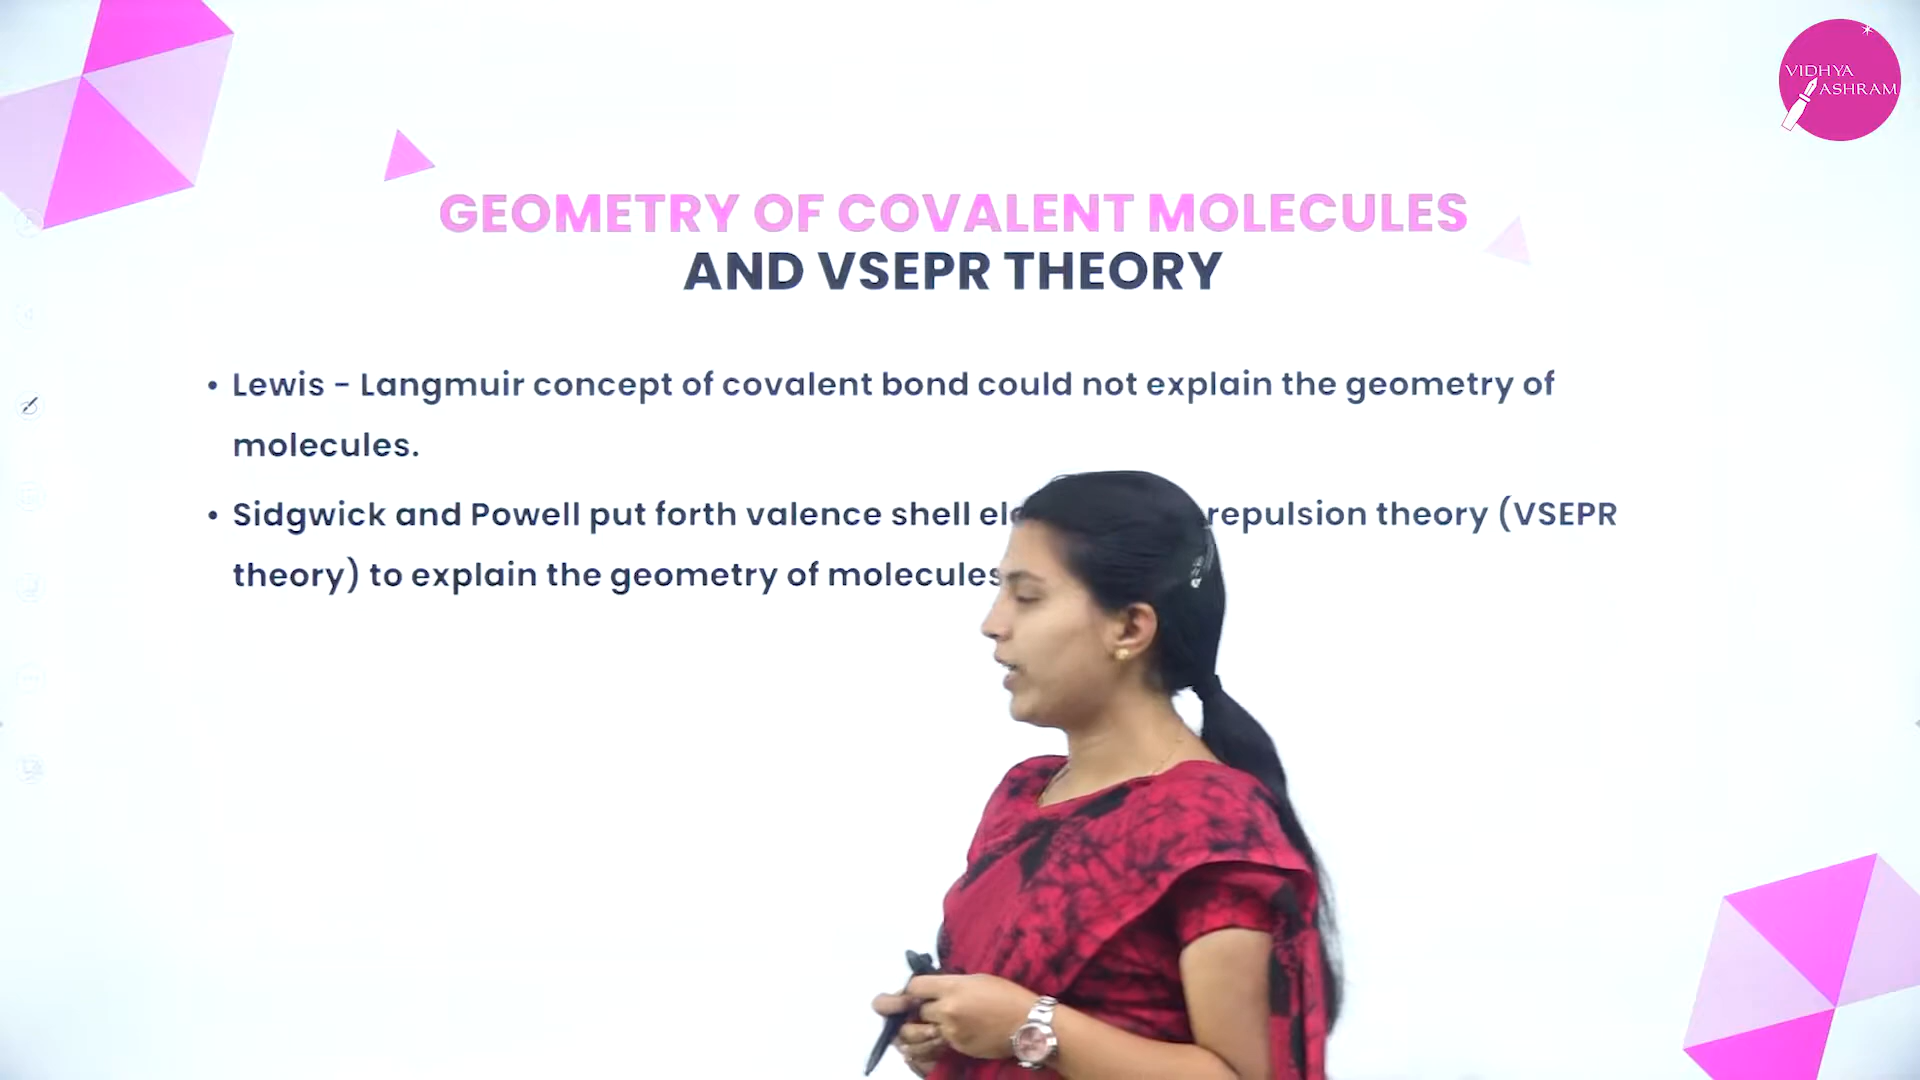 VIDHYA
ASHRAM
GEOMETRY OF COVALENT MOLECULES
AND VSEPR THEORY
• Lewis - Langmuir concept of covalent bond could not explain the geometry of
molecules.
• Sidgwick and Powell put forth valence shell repulsion theory (VSEPR
theory) to explain the geometry of molecules